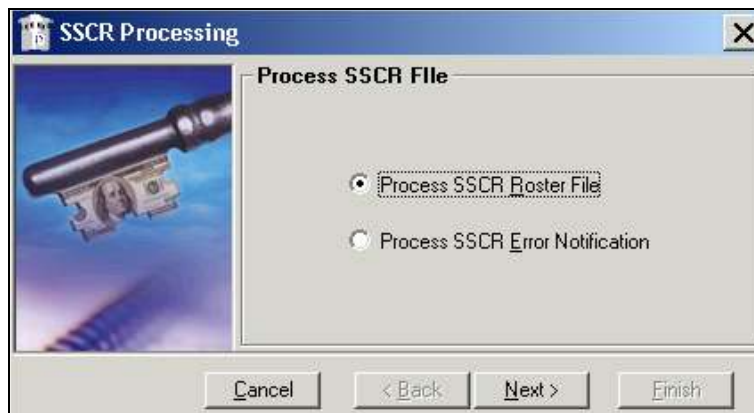 SSCR Processing
Process SSCR FIle
Process SSCR Roster File
Process SSCR Error Notification
Cancel
< Back
Next >
Finish